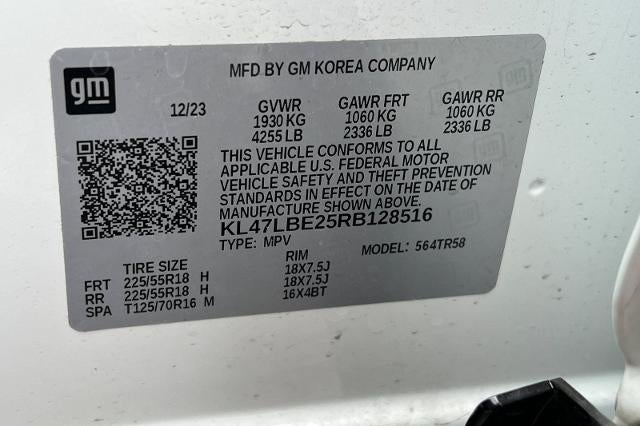 gm
MFD BY GM KOREA COMPANY
12/23 GVWR GAWR FRT GAWR RR
1930 KG 1060 KG 1060 KG
4255 LB 2336 LB 2336 LB
THIS VEHICLE CONFORMS TO ALL
APPLICABLE U.S. FEDERAL MOTOR
VEHICLE SAFETY AND THEFT PREVENTION
STANDARDS IN EFFECT ON THE DATE OF
MANUFACTURE SHOWN ABOVE.
KL47LBE25RB128516
TYPE: MPV MODEL: 564TR58
TIRE SIZE RIM
FRT 225/55R18 H 18X7.5J
RR 225/55R18 H 18X7.5J
SPA T125/70R16 M 16X4BT